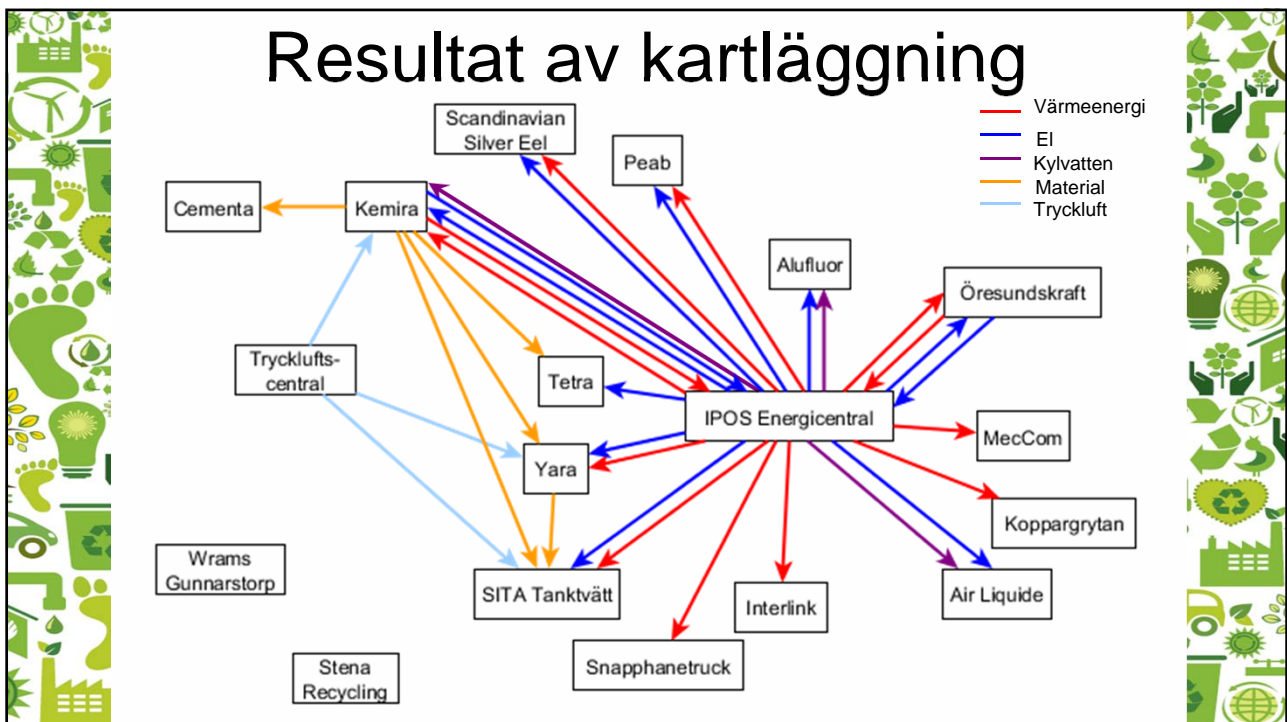 Resultat av kartläggning
Värmeenergi
El
Kylvatten
Material
Tryckluft
Scandinavian
Silver Eel
Peab
Cementa
Kemira
Alufluor
Öresundskraft
Trycklufts-
central
Tetra
IPOS Energicentral
MecCom
Yara
Koppargrytan
Wrams
Gunnarstorp
SITA Tanktvätt
Interlink
Air Liquide
Snapphanetruck
Stena
Recycling